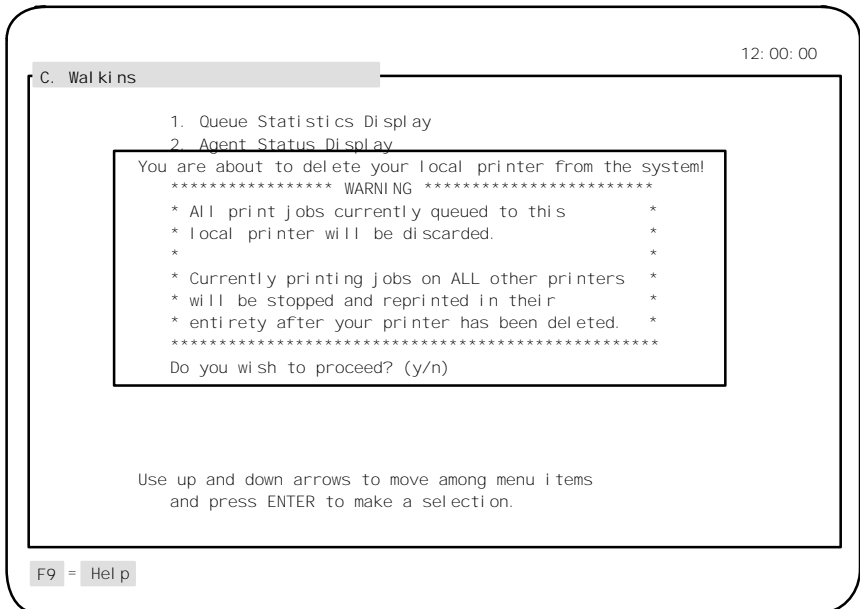 12:00:00
C. Walkins
1. Queue Statistics Display
2. Agent Status Display
You are about to delete your local printer from the system!
***************** WARNING ************************
* All print jobs currently queued to this *
* local printer will be discarded. *
* *
* Currently printing jobs on ALL other printers *
* will be stopped and reprinted in their *
* entirety after your printer has been deleted. *
***************************************************
Do you wish to proceed? (y/n)
Use up and down arrows to move among menu items
and press ENTER to make a selection.
F9 = Help